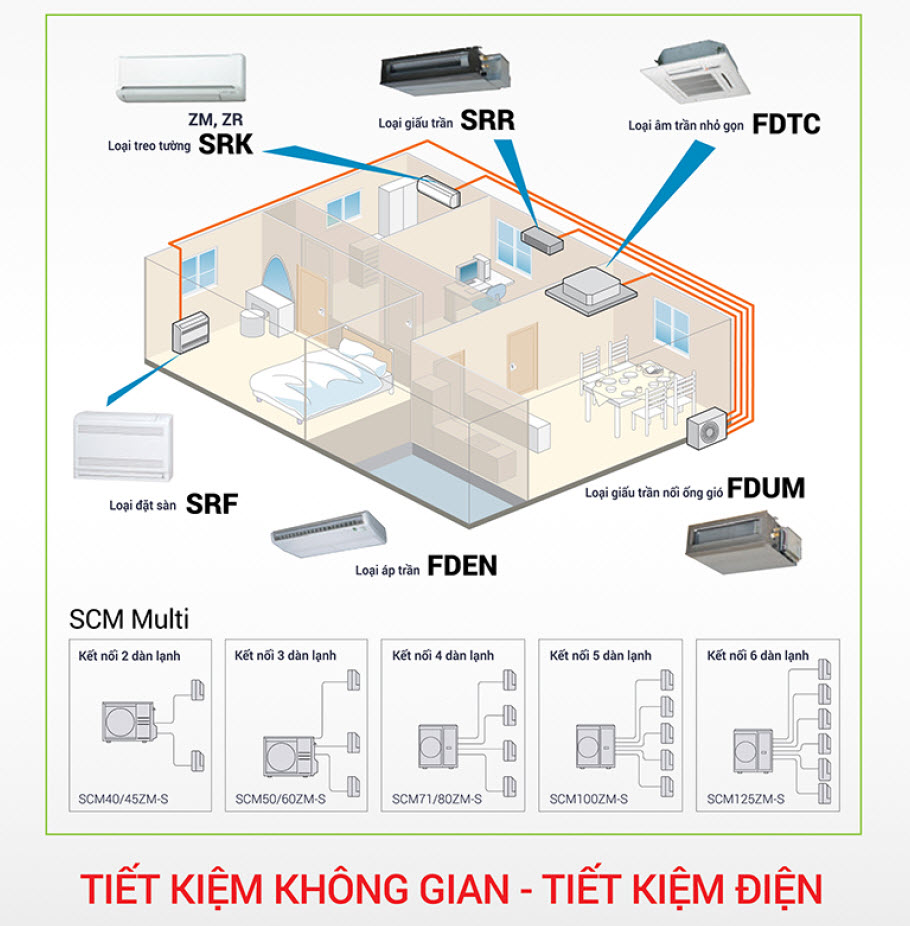 ZM, ZR
Loại treo tường SRK
Loại giấu trần SRR
Loại âm trần nhỏ gọn FDTC
Loại đặt sàn SRF
Loại giấu trần nối ống gió FDUM
Loại áp trần FDEN
SCM Multi
Kết nối 2 dàn lạnh
SCM40/45ZM-S
Kết nối 3 dàn lạnh
SCM50/60ZM-S
Kết nối 4 dàn lạnh
SCM71/80ZM-S
Kết nối 5 dàn lạnh
SCM100ZM-S
Kết nối 6 dàn lạnh
SCM125ZM-S
TIẾT KIỆM KHÔNG GIAN - TIẾT KIỆM ĐIỆN